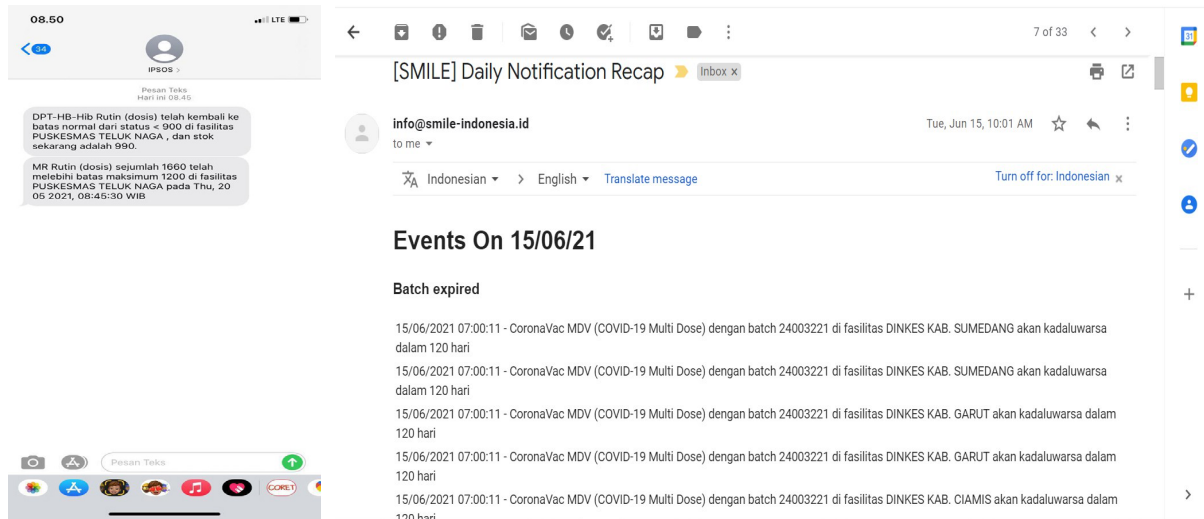 08.50
LTE
34
IPSOS >
Pesan Teks
Hari ini 08.45
DPT-HB-Hib Rutin (dosis) telah kembali ke
batas normal dari status < 900 di fasilitas
PUSKESMAS TELUK NAGA , dan stok
sekarang adalah 990.
MR Rutin (dosis) sejumlah 1660 telah
melebihi batas maksimum 1200 di fasilitas
PUSKESMAS TELUK NAGA pada Thu, 20
05 2021, 08:45:30 WIB
Pesan Teks
CORET
7 of 33
31
[SMILE] Daily Notification Recap
Inbox x
info@smile-indonesia.id
Tue, Jun 15, 10:01 AM
to me
Indonesian > English Translate message
Turn off for: Indonesian x
Events On 15/06/21
Batch expired
15/06/2021 07:00:11 - CoronaVac MDV (COVID-19 Multi Dose) dengan batch 24003221 di fasilitas DINKES KAB. SUMEDANG akan kadaluwarsa
dalam 120 hari
15/06/2021 07:00:11 - CoronaVac MDV (COVID-19 Multi Dose) dengan batch 24003221 di fasilitas DINKES KAB. SUMEDANG akan kadaluwarsa
dalam 120 hari
15/06/2021 07:00:11 - CoronaVac MDV (COVID-19 Multi Dose) dengan batch 24003221 di fasilitas DINKES KAB. GARUT akan kadaluwarsa dalam
120 hari
15/06/2021 07:00:11 - CoronaVac MDV (COVID-19 Multi Dose) dengan batch 24003221 di fasilitas DINKES KAB. GARUT akan kadaluwarsa dalam
120 hari
15/06/2021 07:00:11 - CoronaVac MDV (COVID-19 Multi Dose) dengan batch 24003221 di fasilitas DINKES KAB. CIAMIS akan kadaluwarsa dalam
120 hari